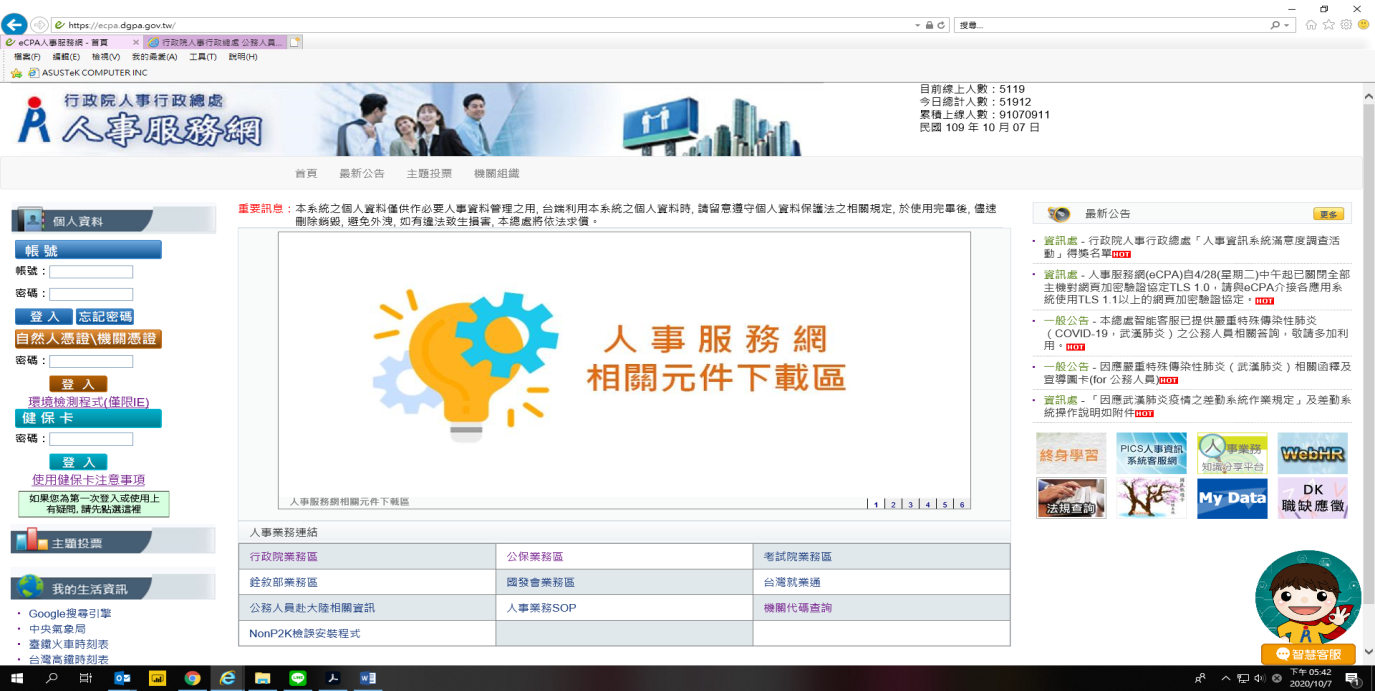 https://ecpa.dgpa.gov.tw/
搜尋...
eCPA人事服務網 - 首頁
行政院人事行政總處 公務人員...
檔案(F) 編輯(E) 檢視(V) 我的最愛(A) 工具(T) 說明(H)
ASUSTeK COMPUTER INC
行政院人事行政總處
人事服務網
目前線上人數：5119
今日總計人數：51912
累積上線人數：91070911
民國 109 年 10 月 07 日
首頁 最新公告 主題投票 機關組織
個人資料
帳 號
帳號：
密碼：
登 入 忘記密碼
自然人憑證\機關憑證
密碼：
登 入
環境檢測程式(僅限IE)
健 保 卡
密碼：
登 入
使用健保卡注意事項
如果您為第一次登入或使用上
有疑問, 請先點選這裡
主題投票
我的生活資訊
Google搜尋引擎
中央氣象局
臺鐵火車時刻表
台灣高鐵時刻表
重要訊息：本系統之個人資料僅供作必要人事資料管理之用, 台端利用本系統之個人資料時, 請留意遵守個人資料保護法之相關規定, 於使用完畢後, 儘速
刪除銷毀, 避免外洩, 如有違法致生損害, 本總處將依法求償。
人 事 服 務 網
相關元件下載區
人事服務網相關元件下載區
1 | 2 | 3 | 4 | 5 | 6
人事業務連結
行政院業務區 公保業務區 考試院業務區
銓敘部業務區 國發會業務區 台灣就業通
公務人員赴大陸相關資訊 人事業務SOP 機關代碼查詢
NonP2K檢誤安裝程式
最新公告 更多
資訊處 - 行政院人事行政總處「人事資訊系統滿意度調查活
動」得獎名單HOT
資訊處 - 人事服務網(eCPA)自4/28(星期二)中午起已關閉全部
主機對網頁加密驗證協定TLS 1.0，請與eCPA介接各應用系
統使用TLS 1.1以上的網頁加密驗證協定。HOT
一般公告 - 本總處智能客服已提供嚴重特殊傳染性肺炎
（COVID-19，武漢肺炎）之公務人員相關答詢，敬請多加利
用。HOT
一般公告 - 因應嚴重特殊傳染性肺炎（武漢肺炎）相關函釋及
宣導圖卡(for 公務人員)HOT
資訊處 - 「因應武漢肺炎疫情之差勤系統作業規定」及差勤系
統操作說明如附件HOT
終身學習
PICS人事資訊
系統客服網
人事業務
知識分享平台
WebHR
法規查詢
My Data
DK
職缺應徵
智慧客服
下午 05:42
2020/10/7